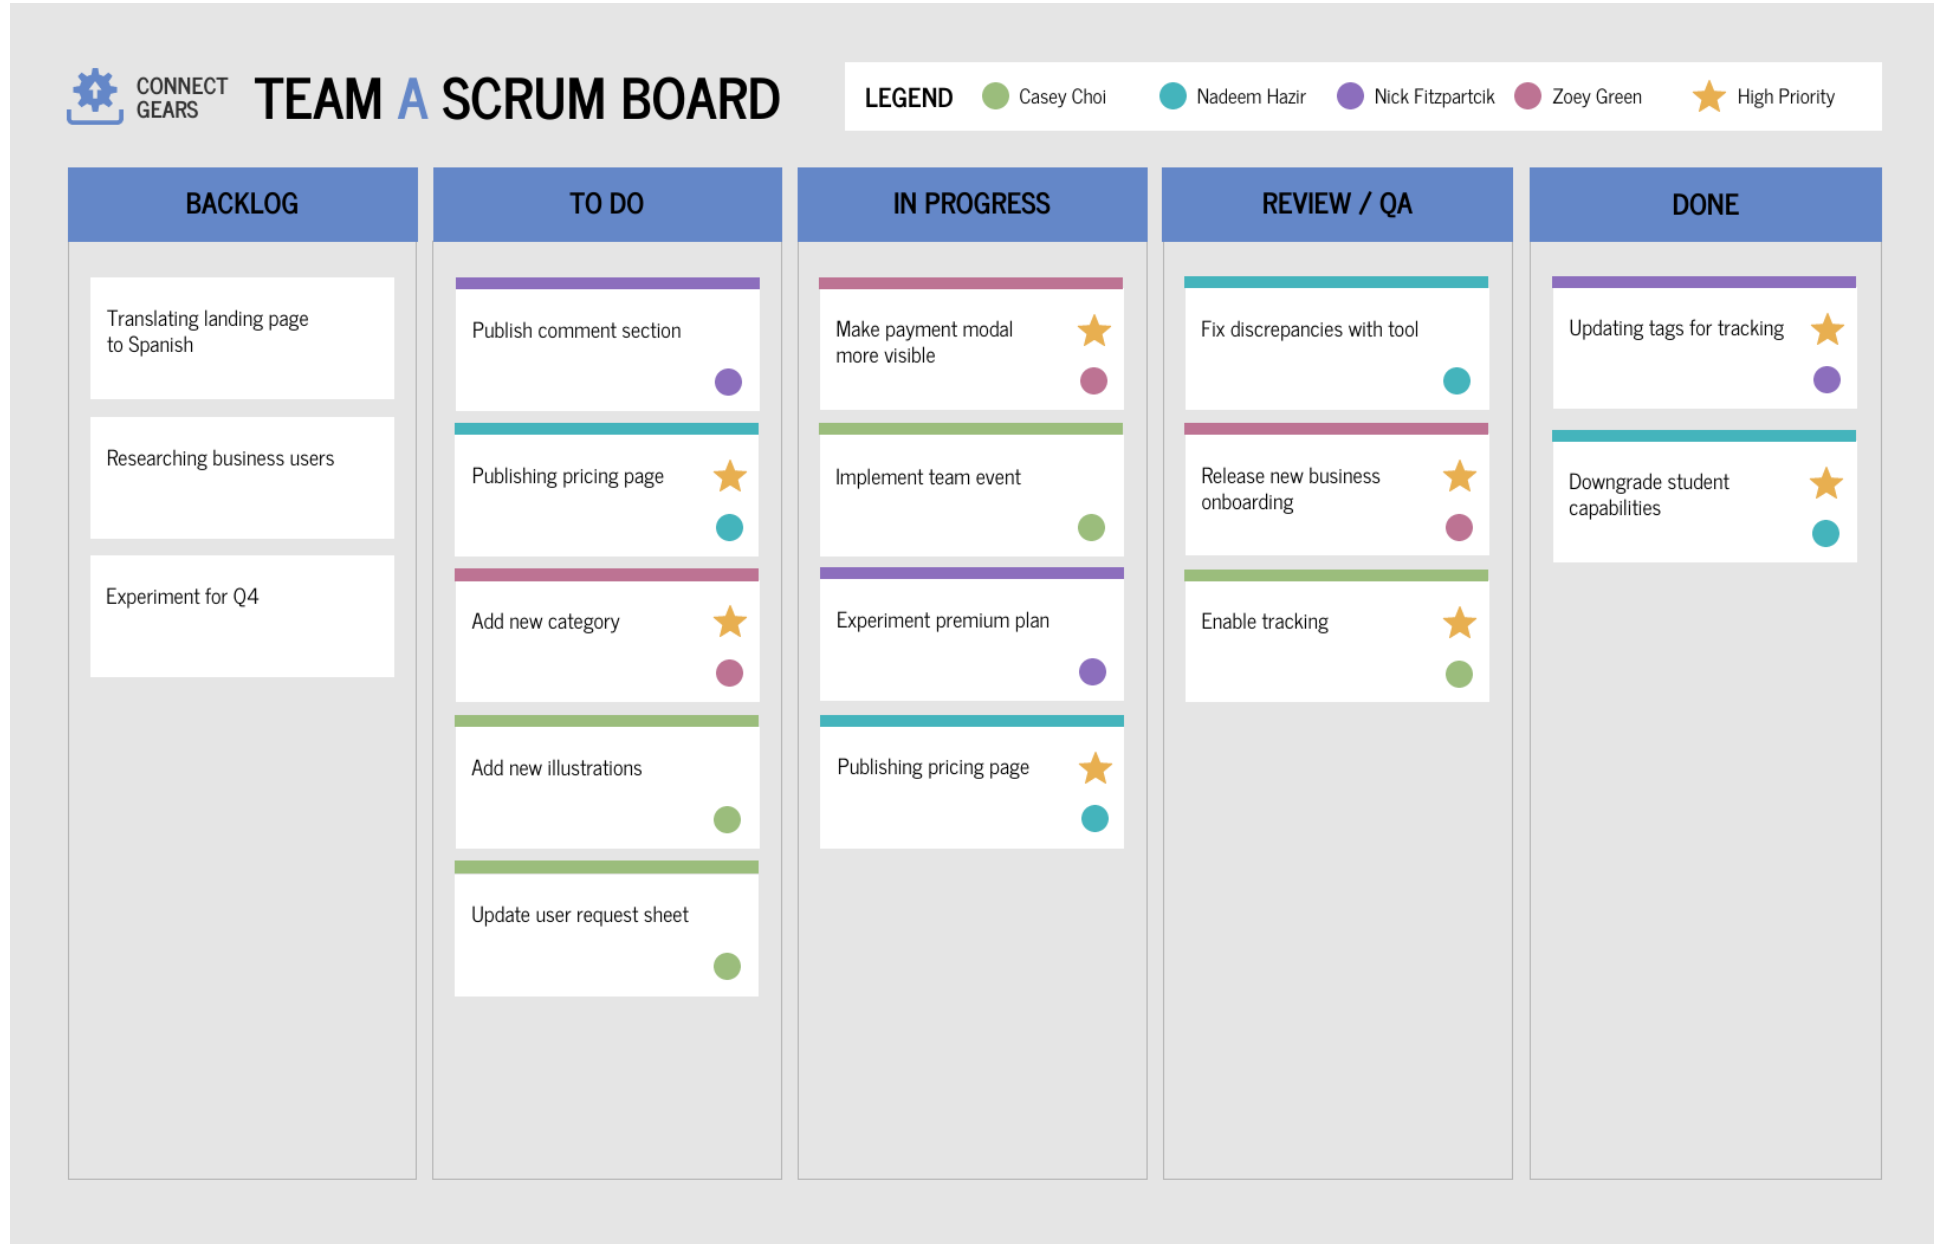 CONNECT
GEARS
TEAM A SCRUM BOARD
LEGEND
Casey Choi
Nadeem Hazir
Nick Fitzpartcik
Zoey Green
High Priority
BACKLOG
Translating landing page
to Spanish
Researching business users
Experiment for Q4
TO DO
Publish comment section
Publishing pricing page
Add new category
Add new illustrations
Update user request sheet
IN PROGRESS
Make payment modal
more visible
Implement team event
Experiment premium plan
Publishing pricing page
REVIEW / QA
Fix discrepancies with tool
Release new business
onboarding
Enable tracking
DONE
Updating tags for tracking
Downgrade student
capabilities